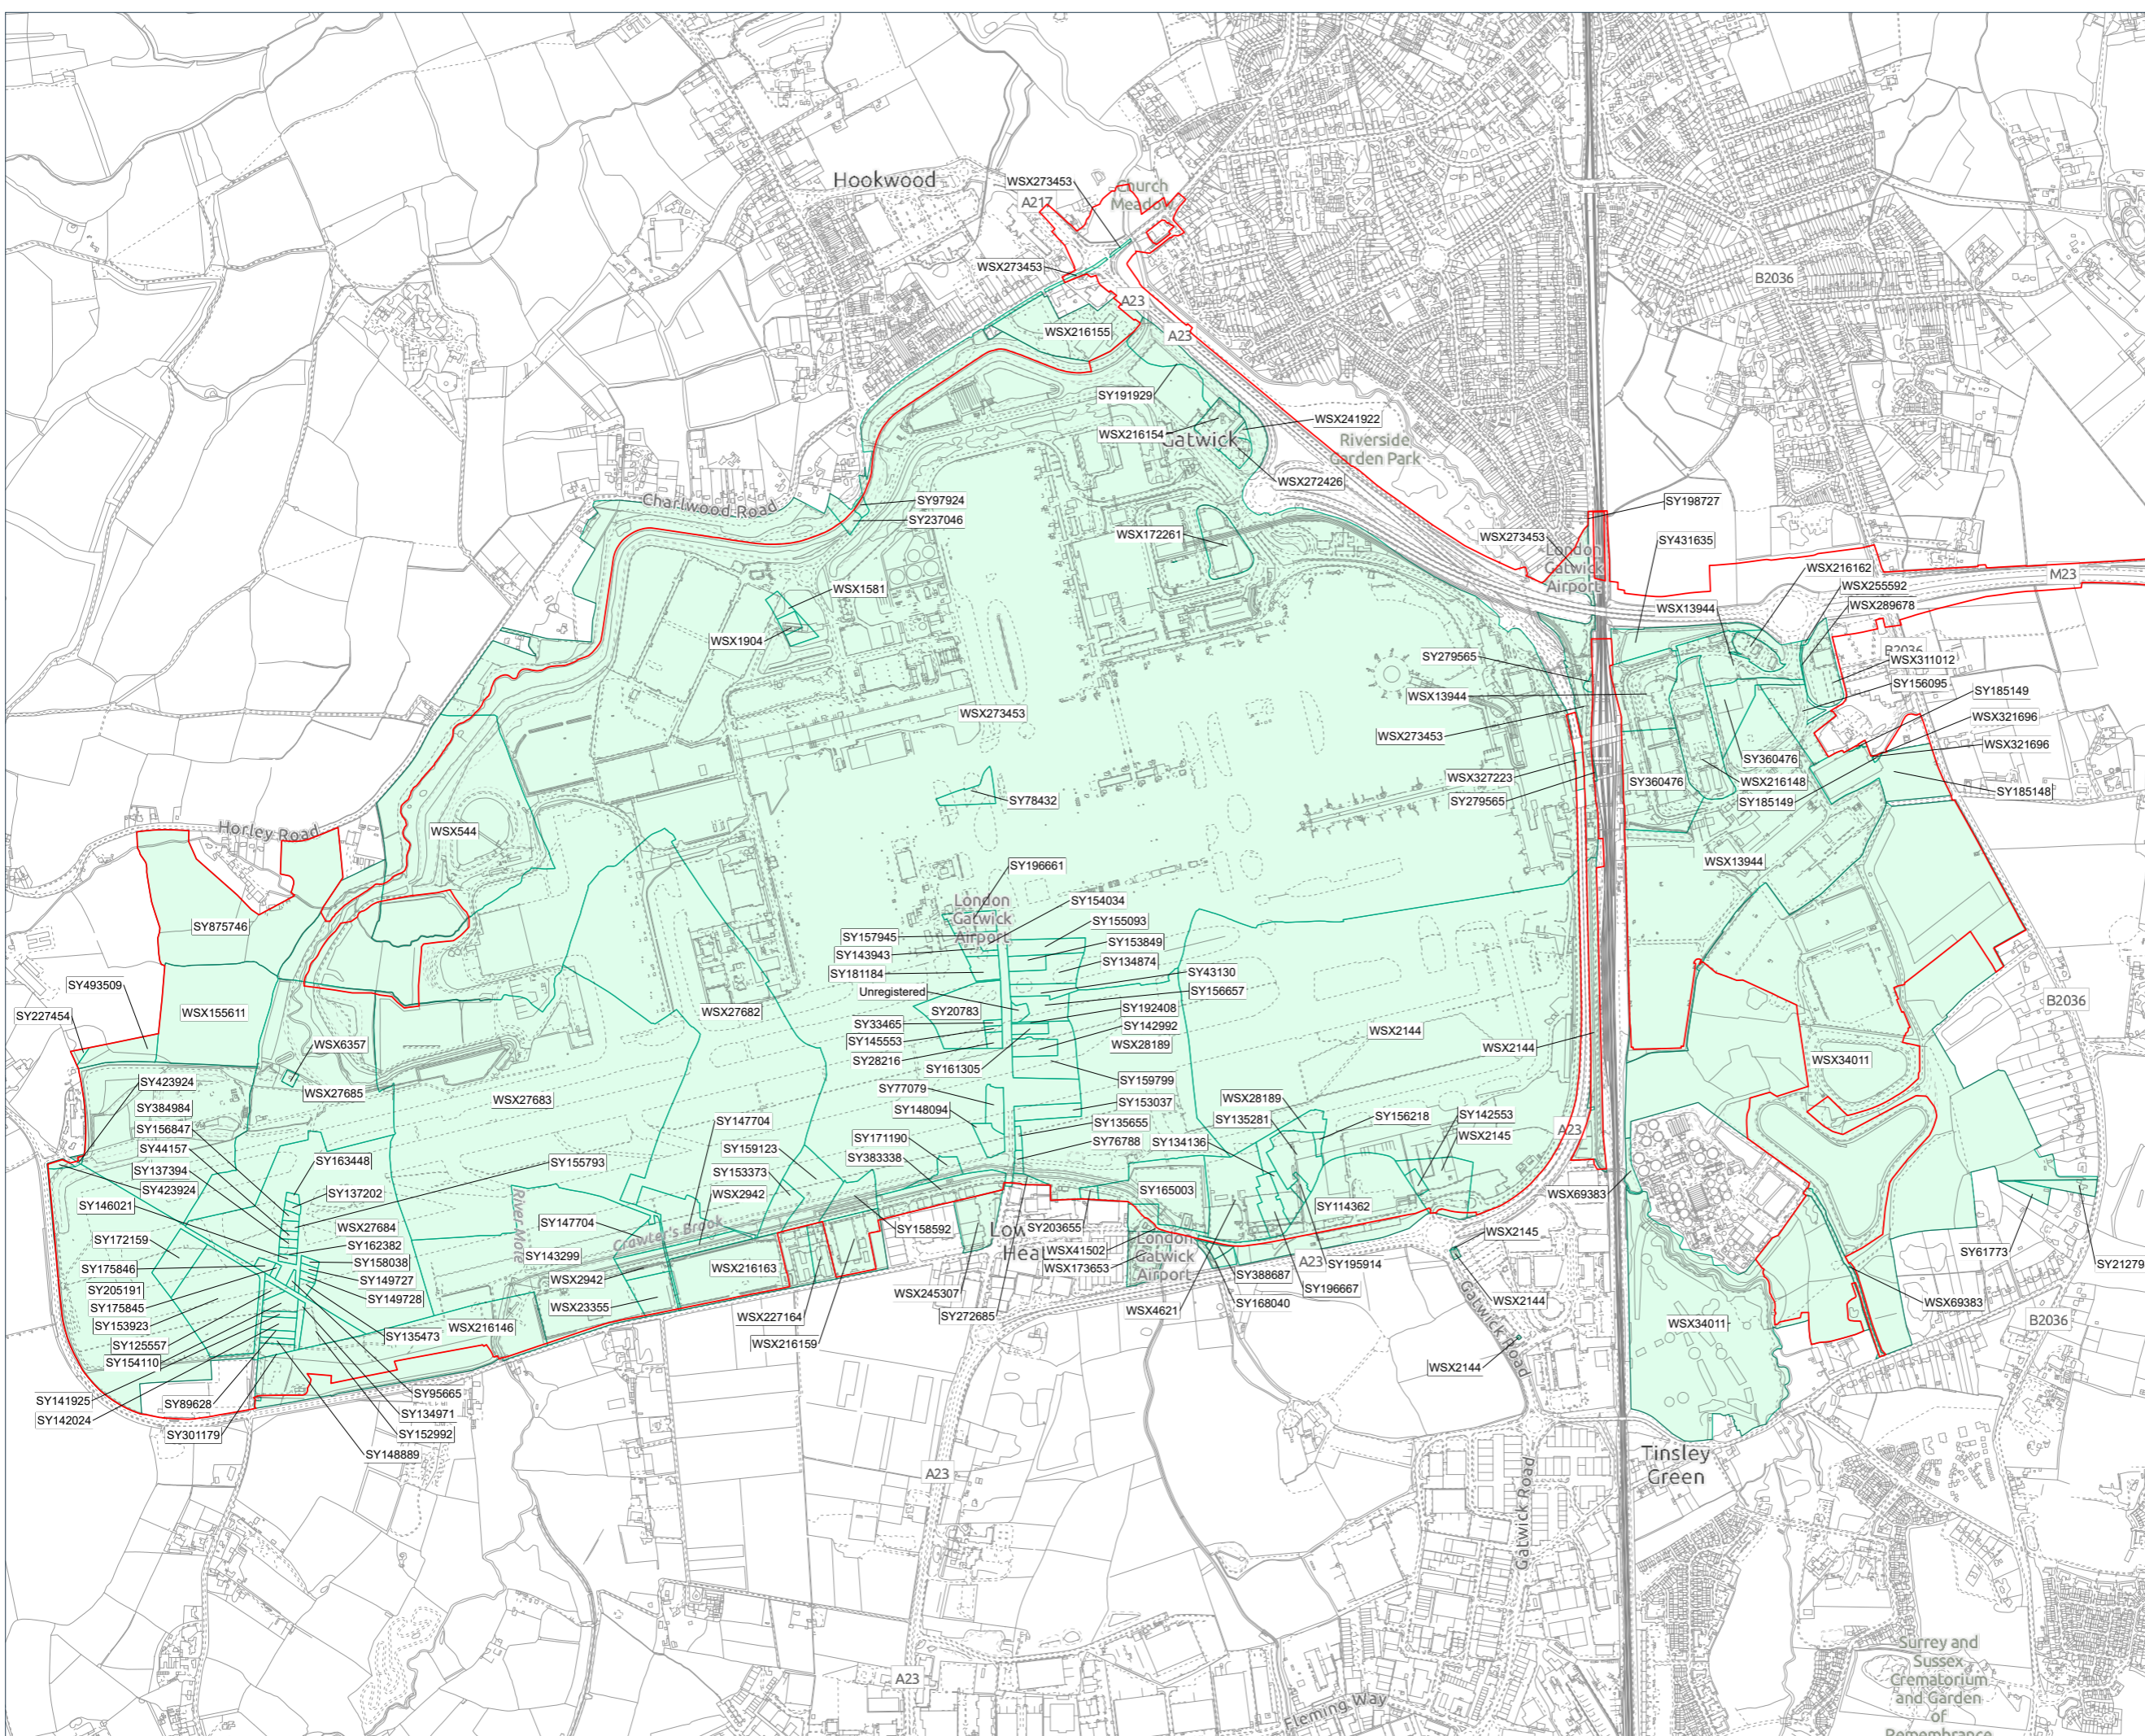 Hookwood
WSX273453
Church
Meadow
A217
WSX273453
B2036
A23
WSX216155
A23
SY191929
WSX241922
WSX216154
Gatwick
Riverside
Garden Park
WSX272426
Charlwood Road
SY97924
SY237046
SY198727
WSX172261
WSX273453
London
Gatwick
Airport
SY431635
WSX216162
M23
WSX255592
WSX1581
WSX13944
WSX289678
WSX1904
B2036
SY279565
WSX311012
SY156095
SY185149
WSX13944
WSX273453
WSX321696
WSX273453
WSX321696
SY360476
WSX327223
SY360476
WSX216148
SY78432
SY279565
SY185149
SY185148
Horley Road
WSX544
WSX13944
SY196661
London
Gatwick
Airport
SY154034
SY875746
SY155093
SY157945
SY153849
SY143943
SY134874
SY181184
SY43130
SY493509
Unregistered
SY156657
B2036
SY227454
WSX155611
WSX27682
SY20783
SY192408
SY33465
SY142992
WSX2144
SY145553
WSX28189
WSX2144
WSX6357
SY28216
SY161305
WSX34011
SY423924
WSX27685
WSX27683
SY159799
SY77079
SY384984
SY148094
SY153037
WSX28189
SY156847
SY147704
SY135655
SY135281
SY156218
SY142553
A23
SY44157
SY159123
SY171190
SY76788
SY134136
WSX2145
SY163448
SY155793
SY383338
SY137394
SY153373
SY423924
SY137202
River Mole
WSX2942
SY165003
WSX69383
SY146021
WSX27684
SY147704
Crawter's Brook
SY158592
Low
Hea
SY203655
SY114362
SY61773
SY172159
SY162382
SY143299
WSX41502
London
Gatwick
Airport
WSX2145
SY175846
SY158038
WSX2942
WSX216163
WSX173653
A23
SY195914
SY21279
SY205191
SY149727
SY388687
SY175845
SY149728
WSX23355
WSX245307
SY196667
WSX2144
SY153923
WSX227164
SY272685
WSX4621
SY168040
Gatwick Road
WSX69383
SY125557
SY135473
WSX216146
WSX34011
B2036
SY154110
WSX216159
WSX2144
SY141925
SY95665
SY89628
SY142024
SY134971
SY301179
SY152992
SY148889
Tinsley
Green
A23
Gatwick Road
A23
Surrey and
Sussex
Crematorium
and Garden
of
Remembrance
Fleming Way